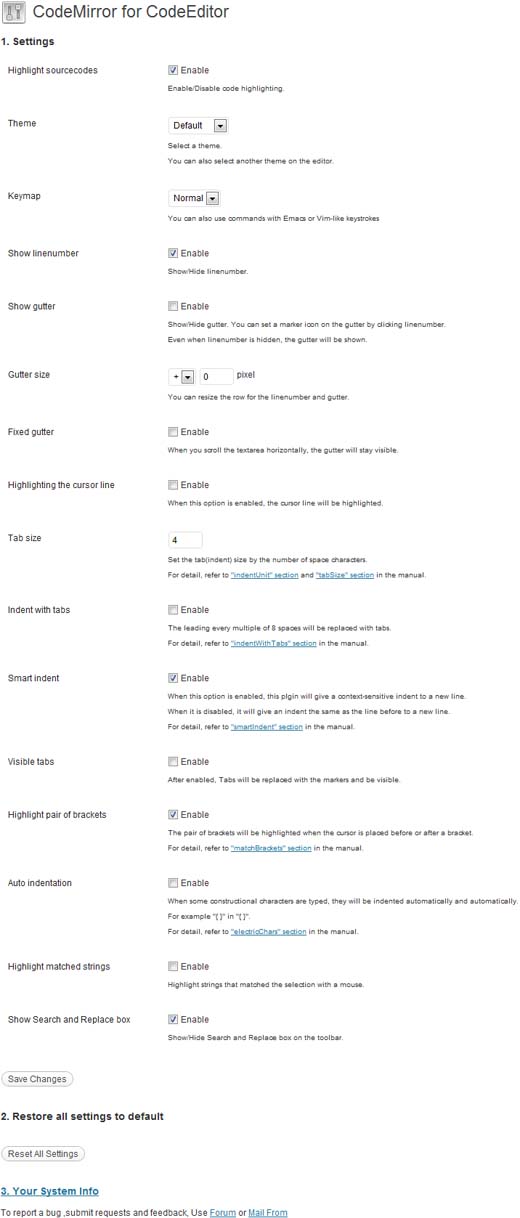 CodeMirror for CodeEditor
1. Settings
Highlight sourcecodes
Enable
Enable/Disable code highlighting.
Theme
Default
Select a theme.
You can also select another theme on the editor.
Keymap
Normal
You can also use commands with Emacs or Vim-like keystrokes
Show linenumber
Enable
Show/Hide linenumber.
Show gutter
Enable
Show/Hide gutter. You can set a marker icon on the gutter by clicking linenumber.
Even when linenumber is hidden, the gutter will be shown.
Gutter size
+ 0 pixel
You can resize the row for the linenumber and gutter.
Fixed gutter
Enable
When you scroll the textarea horizontally, the gutter will stay visible.
Highlighting the cursor line
Enable
When this option is enabled, the cursor line will be highlighted.
Tab size
4
Set the tab(indent) size by the number of space characters.
For detail, refer to "indentUnit" section and "tabSize" section in the manual.
Indent with tabs
Enable
The leading every multiple of 8 spaces will be replaced with tabs.
For detail, refer to "indentWithTabs" section in the manual.
Smart indent
Enable
When this option is enabled, this plgin will give a context-sensitive indent to a new line.
When it is disabled, it will give an indent the same as the line before to a new line.
For detail, refer to "smartIndent" section in the manual.
Visible tabs
Enable
After enabled, Tabs will be replaced with the markers and be visible.
Highlight pair of brackets
Enable
The pair of brackets will be highlighted when the cursor is placed before or after a bracket.
For detail, refer to "matchBrackets" section in the manual.
Auto indentation
Enable
When some constructional characters are typed, they will be indented automatically and automatically.
For example "{ }" in "{ }".
For detail, refer to "electricChars" section in the manual.
Highlight matched strings
Enable
Highlight strings that matched the selection with a mouse.
Show Search and Replace box
Enable
Show/Hide Search and Replace box on the toolbar.
Save Changes
2. Restore all settings to default
Reset All Settings
3. Your System Info
To report a bug ,submit requests and feedback, Use Forum or Mail From